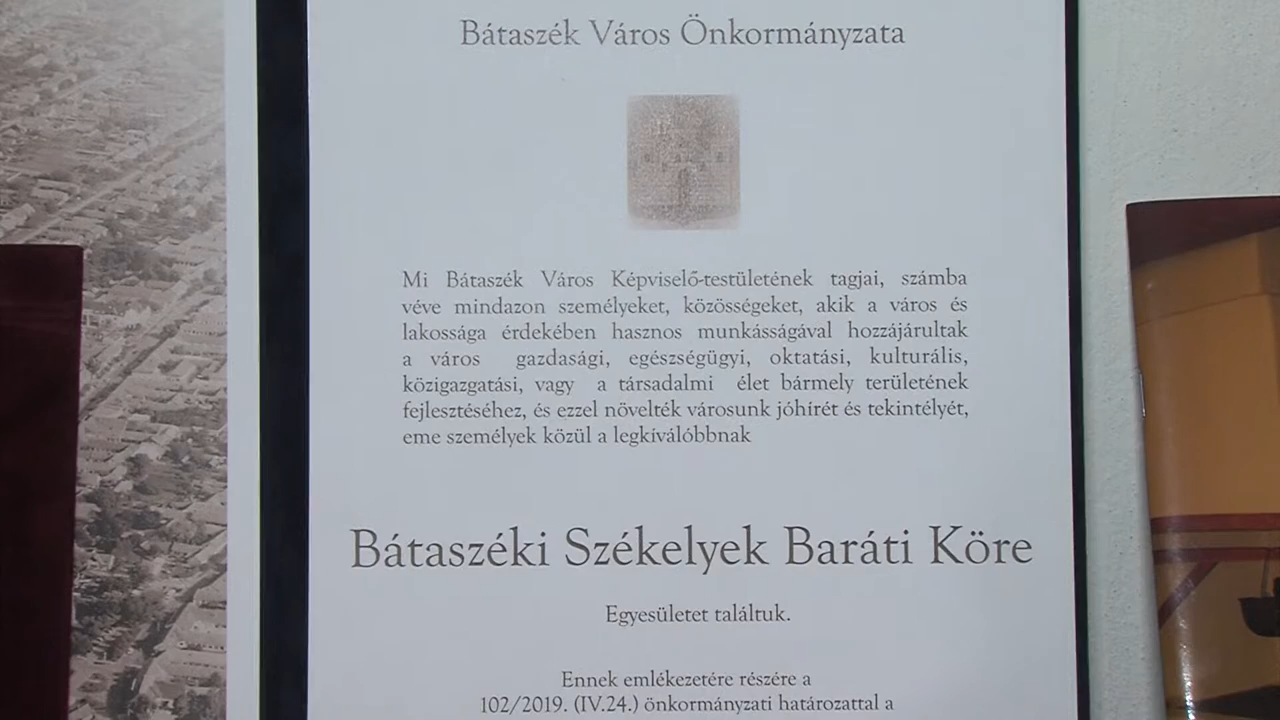 Bátaszék Város Önkormányzata
Mi Bátaszék Város Képviselő-testületének tagjai, számba
véve mindazon személyeket, közösségeket, akik a város és
lakossága érdekében hasznos munkásságával hozzájárultak
a város gazdasági, egészségügyi, oktatási, kulturális,
közigazgatási, vagy a társadalmi élet bármely területének
fejlesztéséhez, és ezzel növelték városunk jóhírét és tekintélyét,
eme személyek közül a legkíválóbbnak
Bátaszéki Székelyek Baráti Köre
Egyesületet találtuk.
Ennek emlékezetére részére a
102/2019. (IV.24.) önkormányzati határozattal a